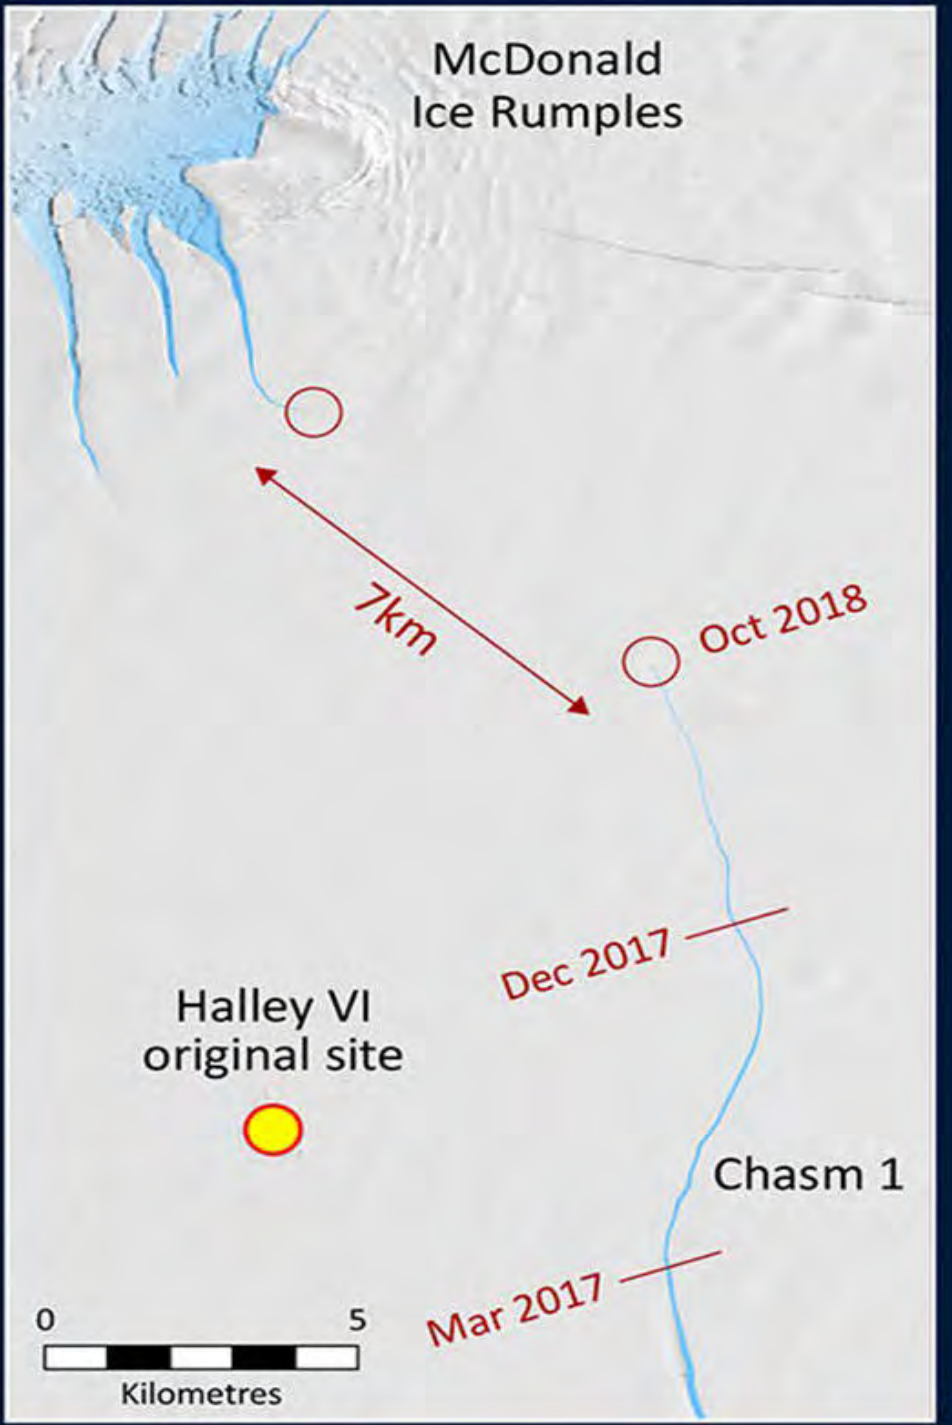 McDonald
Ice Rumples
7km
Oct 2018
Dec 2017
Halley VI
original site
Chasm 1
Mar 2017
0 5
Kilometres